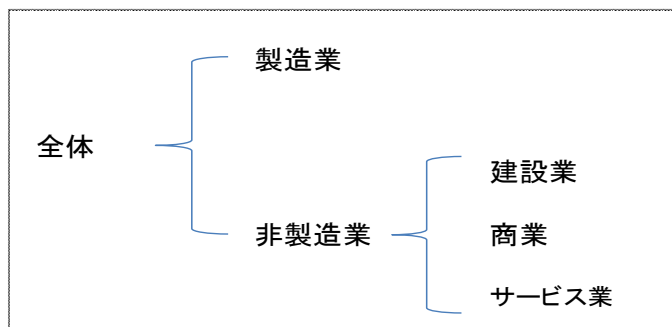 製造業
全体
建設業
非製造業
商業
サービス業